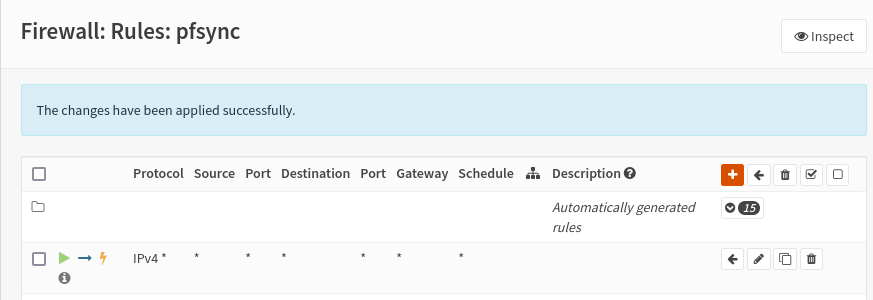 Firewall: Rules: pfsync
Inspect
The changes have been applied successfully.
Protocol Source Port Destination Port Gateway Schedule Description
Automatically generated 15
rules
IPv4 * * * * * * *